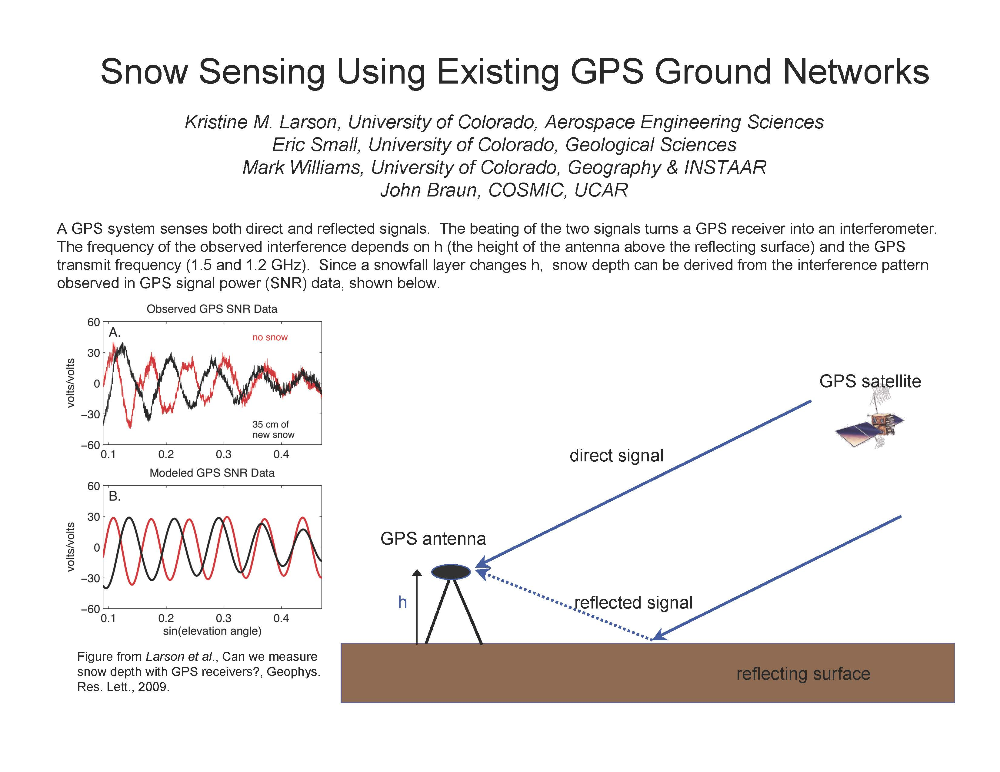 Snow Sensing Using Existing GPS Ground Networks
Kristine M. Larson, University of Colorado, Aerospace Engineering Sciences
Eric Small, University of Colorado, Geological Sciences
Mark Williams, University of Colorado, Geography & INSTAAR
John Braun, COSMIC, UCAR
A GPS system senses both direct and reflected signals.  The beating of the two signals turns a GPS receiver into an interferometer.
The frequency of the observed interference depends on h (the height of the antenna above the reflecting surface) and the GPS
transmit frequency (1.5 and 1.2 GHz).  Since a snowfall layer changes h,  snow depth can be derived from the interference pattern
observed in GPS signal power (SNR) data, shown below.
Observed GPS SNR Data
60
A.
no snow
30
volts/volts
0
−30
35 cm of
new snow
−60
0.1 0.2 0.3 0.4
Modeled GPS SNR Data
60
B.
30
volts/volts
0
−30
−60
0.1 0.2 0.3 0.4
sin(elevation angle)
Figure from Larson et al., Can we measure
snow depth with GPS receivers?, Geophys.
Res. Lett., 2009.
GPS satellite
direct signal
GPS antenna
h
reflected signal
reflecting surface